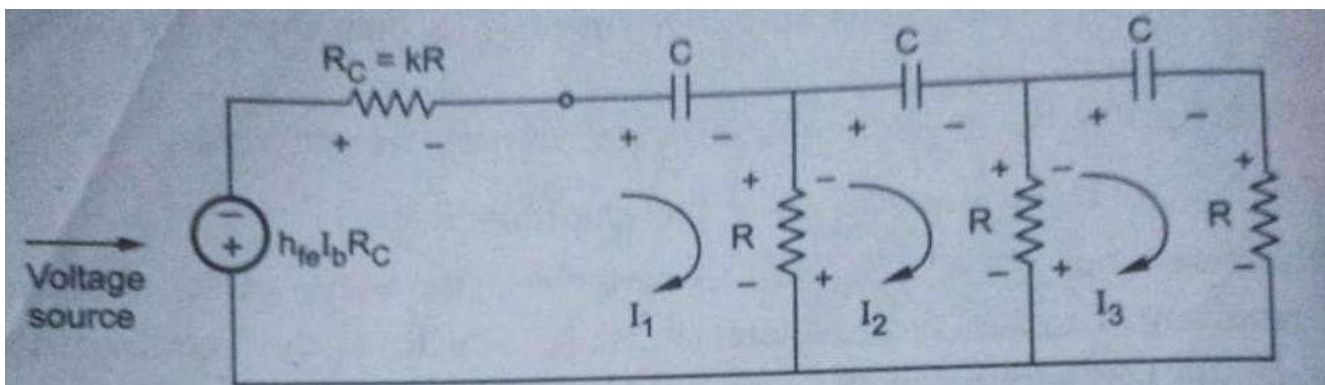 R_C = kR
C
C
C
+ -
+ -
+ -
+ -
+ - + -
- R R R
+ h_fe I_b R_C
- + - + -
Voltage
source
I_1 I_2 I_3